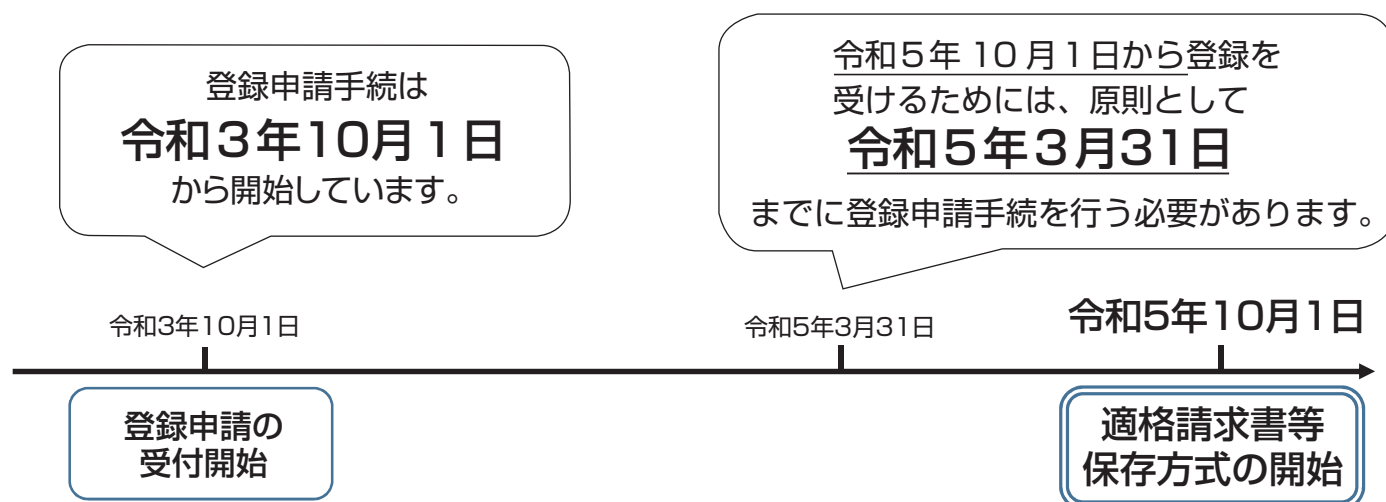 登録申請手続は
令和3年10月1日
から開始しています。
令和5年10月1日から登録を
受けるためには、原則として
令和5年3月31日
までに登録申請手続を行う必要があります。
令和3年10月1日
令和5年3月31日
令和5年10月1日
登録申請の
受付開始
適格請求書等
保存方式の開始